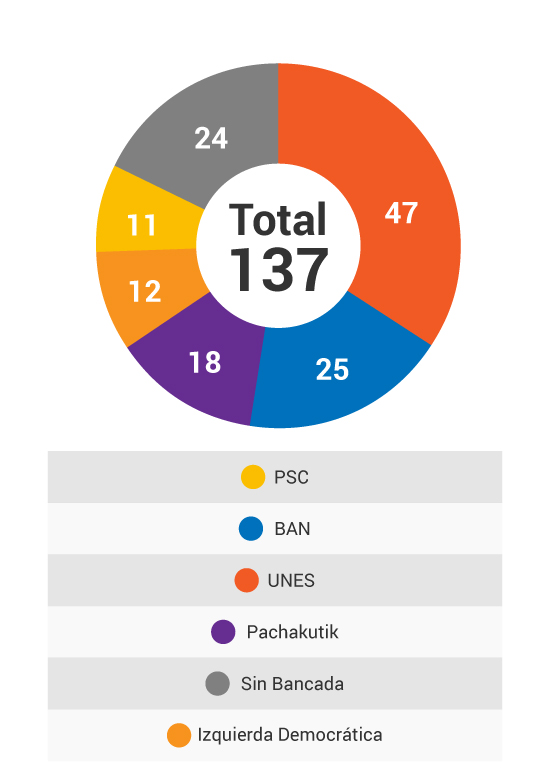 24
47
11
Total
137
12
18
25
PSC
BAN
UNES
Pachakutik
Sin Bancada
Izquierda Democrática